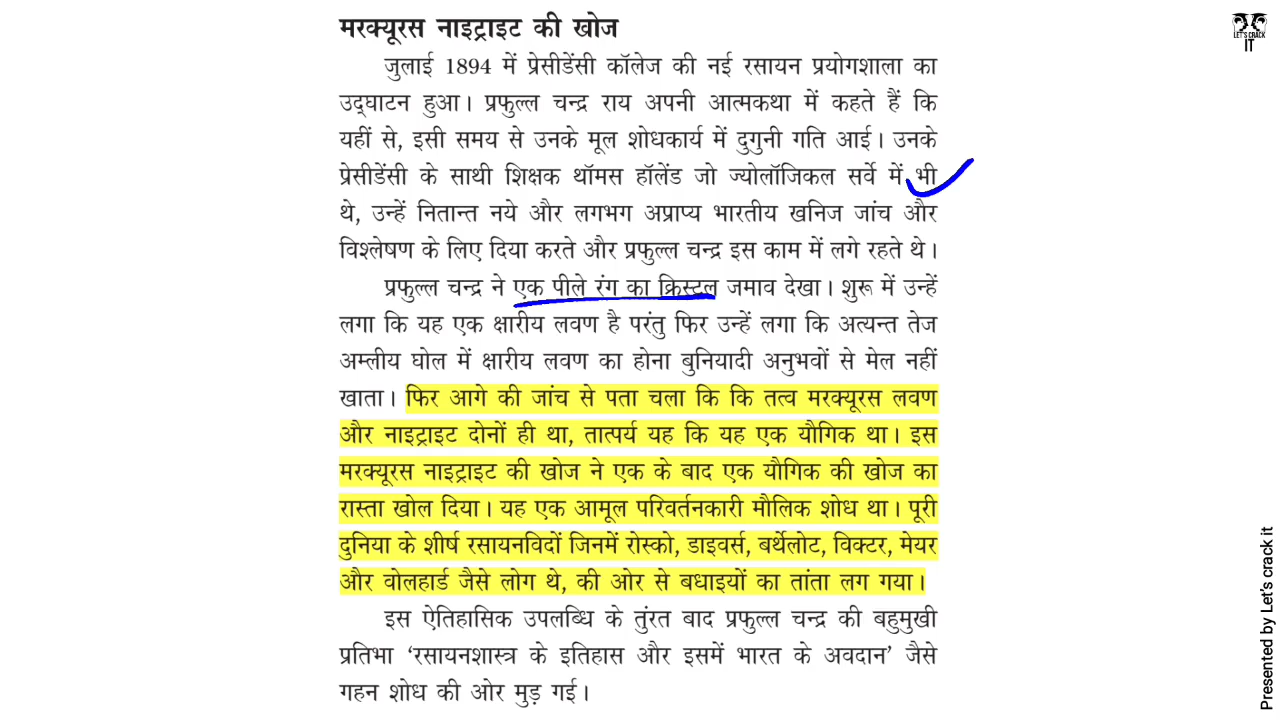 मरक्यूरस नाइट्राइट की खोज
जुलाई 1894 में प्रेसीडेंसी कॉलेज की नई रसायन प्रयोगशाला का
उद्घाटन हुआ। प्रफुल्ल चन्द्र राय अपनी आत्मकथा में कहते हैं कि
यहीं से, इसी समय से उनके मूल शोधकार्य में दुगुनी गति आई। उनके
प्रेसीडेंसी के साथी शिक्षक थॉमस हॉलेंड जो ज्योलॉजिकल सर्वे में भी
थे, उन्हें नितान्त नये और लगभग अप्राप्य भारतीय खनिज जांच और
विश्लेषण के लिए दिया करते और प्रफुल्ल चन्द्र इस काम में लगे रहते थे।
प्रफुल्ल चन्द्र ने एक पीले रंग का क्रिस्टल जमाव देखा। शुरू में उन्हें
लगा कि यह एक क्षारीय लवण है परंतु फिर उन्हें लगा कि अत्यन्त तेज
अम्लीय घोल में क्षारीय लवण का होना बुनियादी अनुभवों से मेल नहीं
खाता। फिर आगे की जांच से पता चला कि कि तत्व मरक्यूरस लवण
और नाइट्राइट दोनों ही था, तात्पर्य यह कि यह एक यौगिक था। इस
मरक्यूरस नाइट्राइट की खोज ने एक के बाद एक यौगिक की खोज का
रास्ता खोल दिया। यह एक आमूल परिवर्तनकारी मौलिक शोध था। पूरी
दुनिया के शीर्ष रसायनविदों जिनमें रोस्को, डाइवर्स, बर्थेलोट, विक्टर, मेयर
और वोलहार्ड जैसे लोग थे, की ओर से बधाइयों का तांता लग गया।
इस ऐतिहासिक उपलब्धि के तुंरत बाद प्रफुल्ल चन्द्र की बहुमुखी
प्रतिभा ‘रसायनशास्त्र के इतिहास और इसमें भारत के अवदान’ जैसे
गहन शोध की ओर मुड़ गई।
LET'S CRACK
IT
Presented by Let's crack it